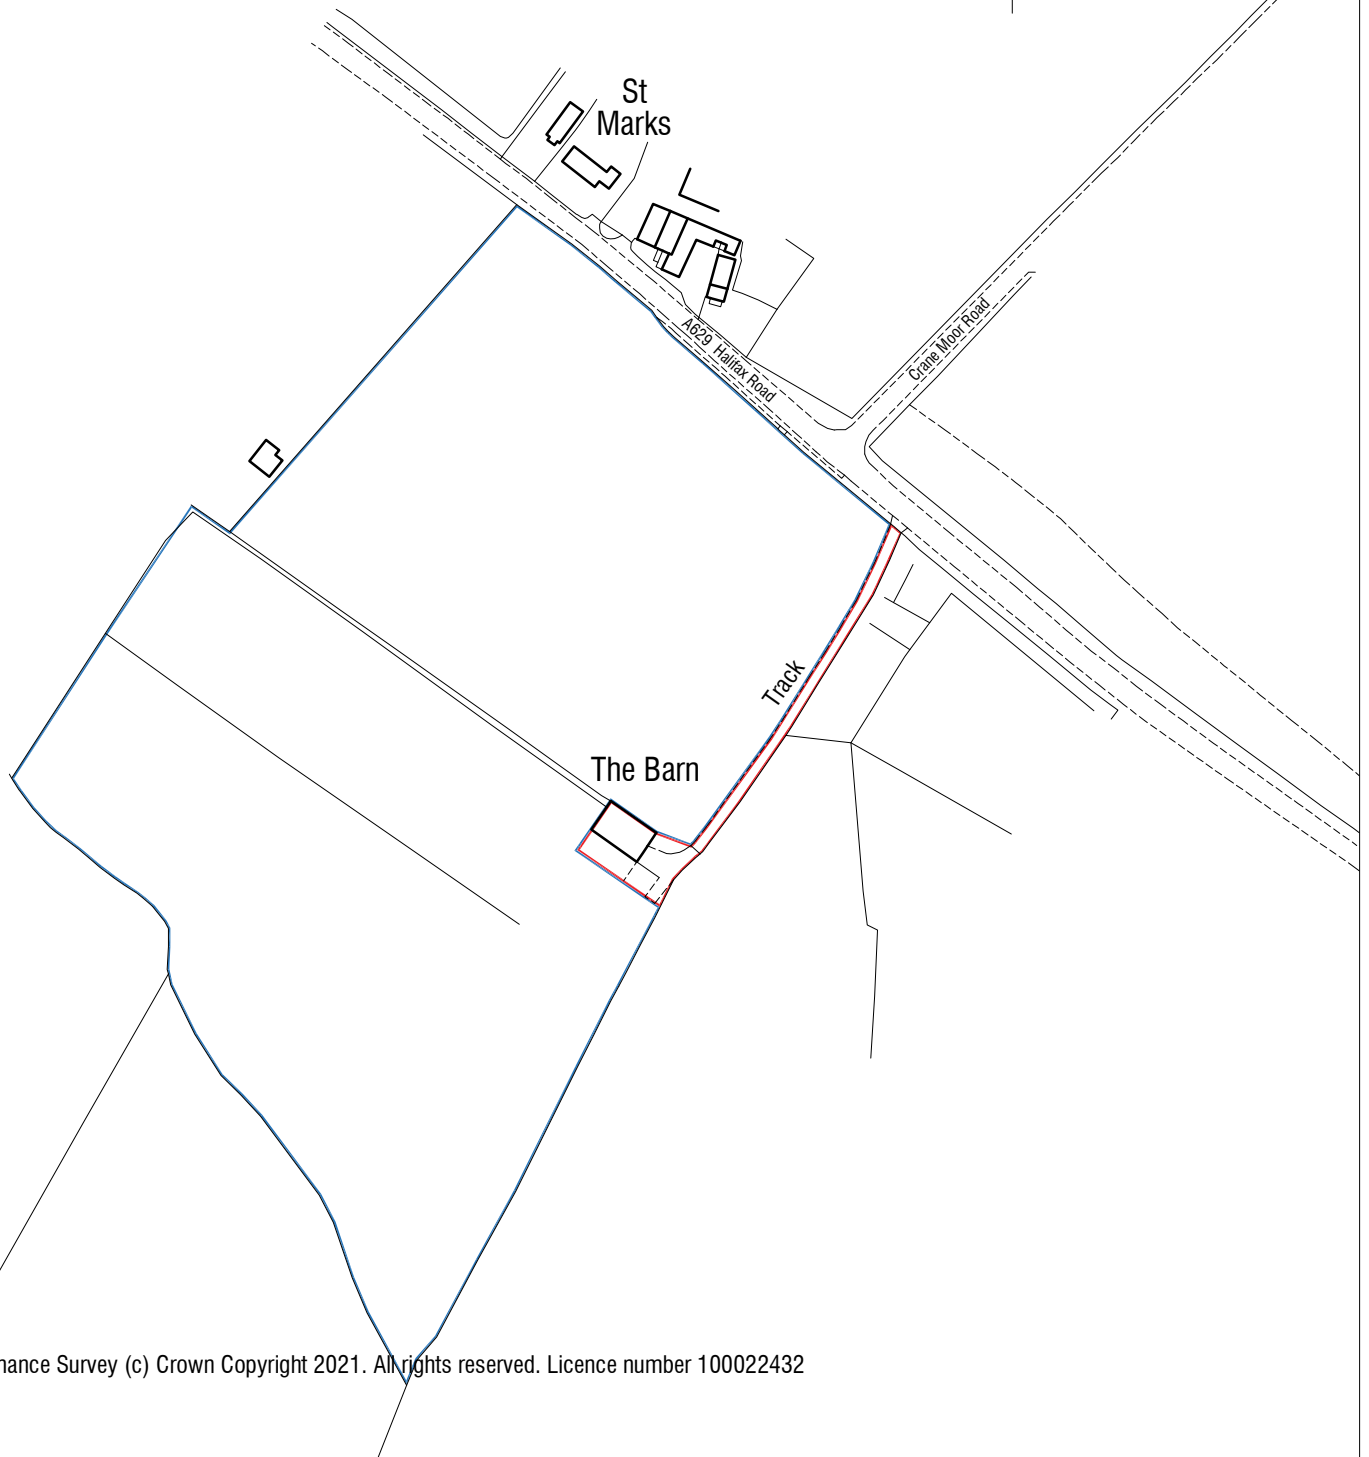 St
Marks
A629 Halifax Road
Crane Moor Road
Track
The Barn
Survey (c) Crown Copyright 2021. All rights reserved. Licence number 100022432